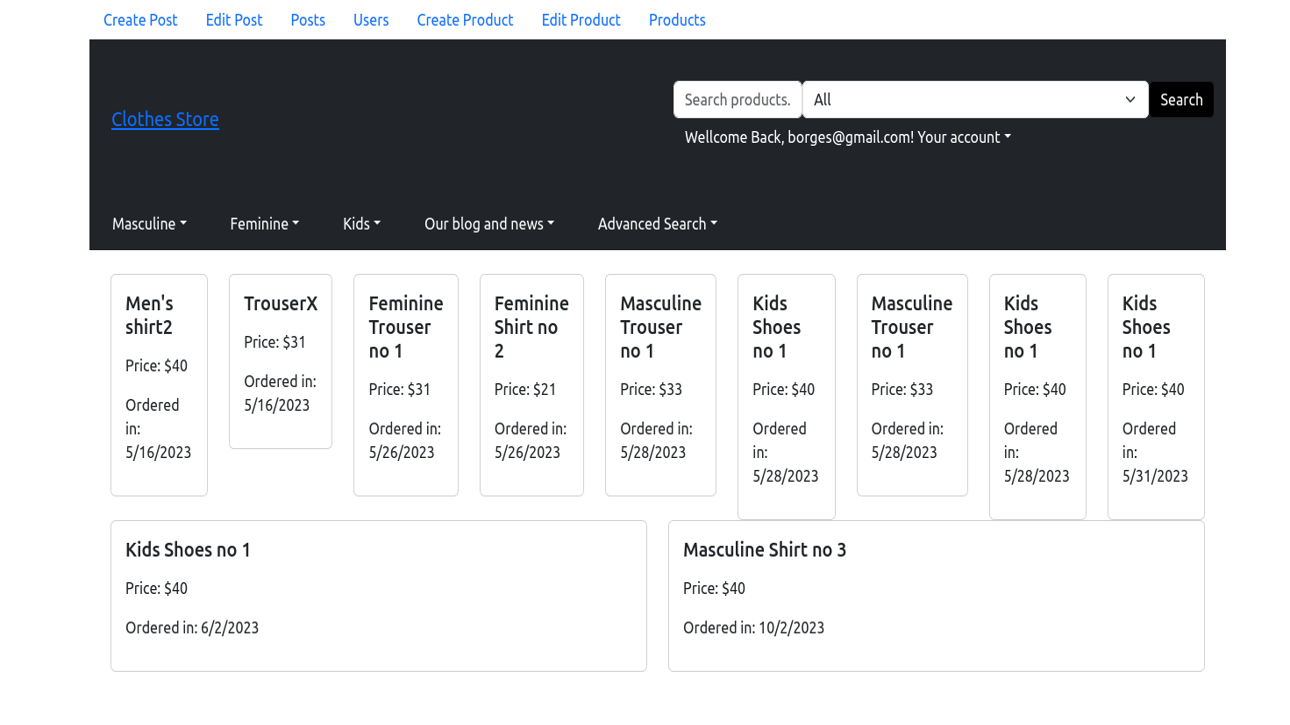 Create Post Edit Post Posts Users Create Product Edit Product Products
Search products. All Search
Clothes Store
Wellcome Back, borges@gmail.com! Your account
Masculine Feminine Kids Our blog and news Advanced Search
Men's
shirt2
Price: $40
Ordered
in:
5/16/2023
TrouserX
Price: $31
Ordered in:
5/16/2023
Feminine
Trouser
no 1
Price: $31
Ordered in:
5/26/2023
Feminine
Shirt no
2
Price: $21
Ordered in:
5/26/2023
Masculine
Trouser
no 1
Price: $33
Ordered in:
5/28/2023
Kids
Shoes
no 1
Price: $40
Ordered
in:
5/28/2023
Masculine
Trouser
no 1
Price: $33
Ordered in:
5/28/2023
Kids
Shoes
no 1
Price: $40
Ordered
in:
5/28/2023
Kids
Shoes
no 1
Price: $40
Ordered
in:
5/31/2023
Kids Shoes no 1
Price: $40
Ordered in: 6/2/2023
Masculine Shirt no 3
Price: $40
Ordered in: 10/2/2023